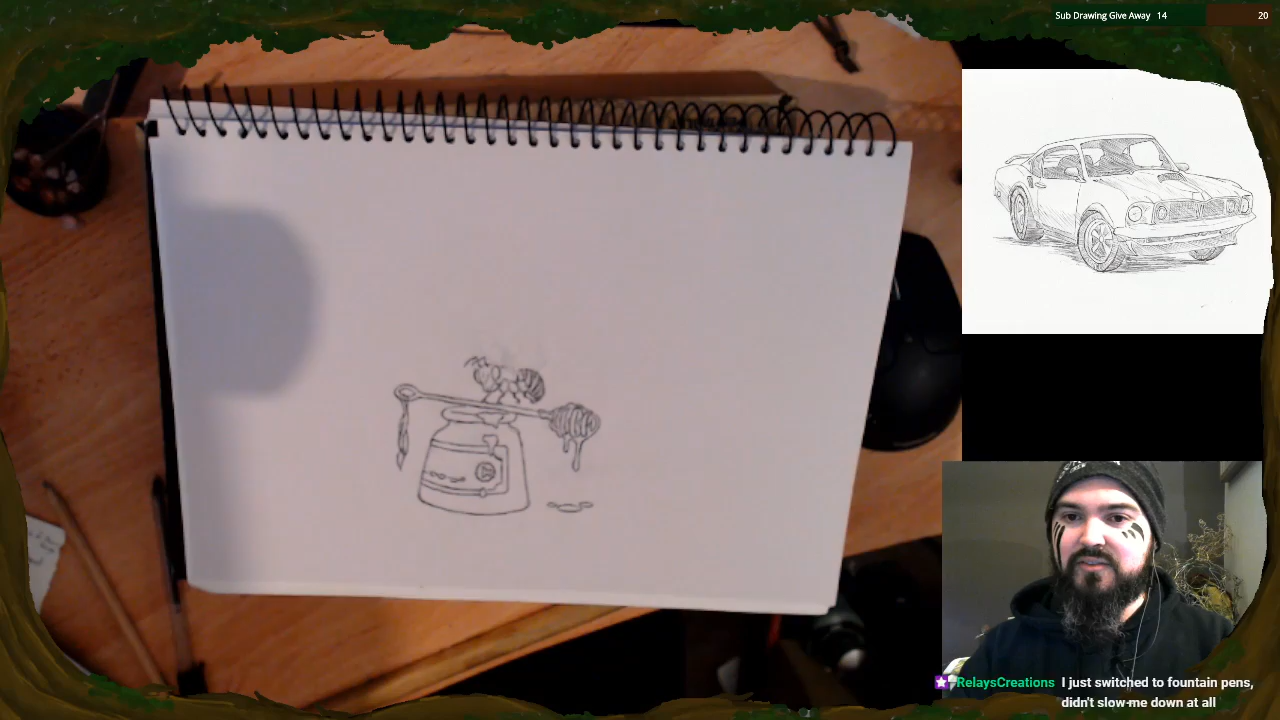 Sub Drawing Give Away 14 20
RelaysCreations I just switched to fountain pens,
didn't slow me down at all